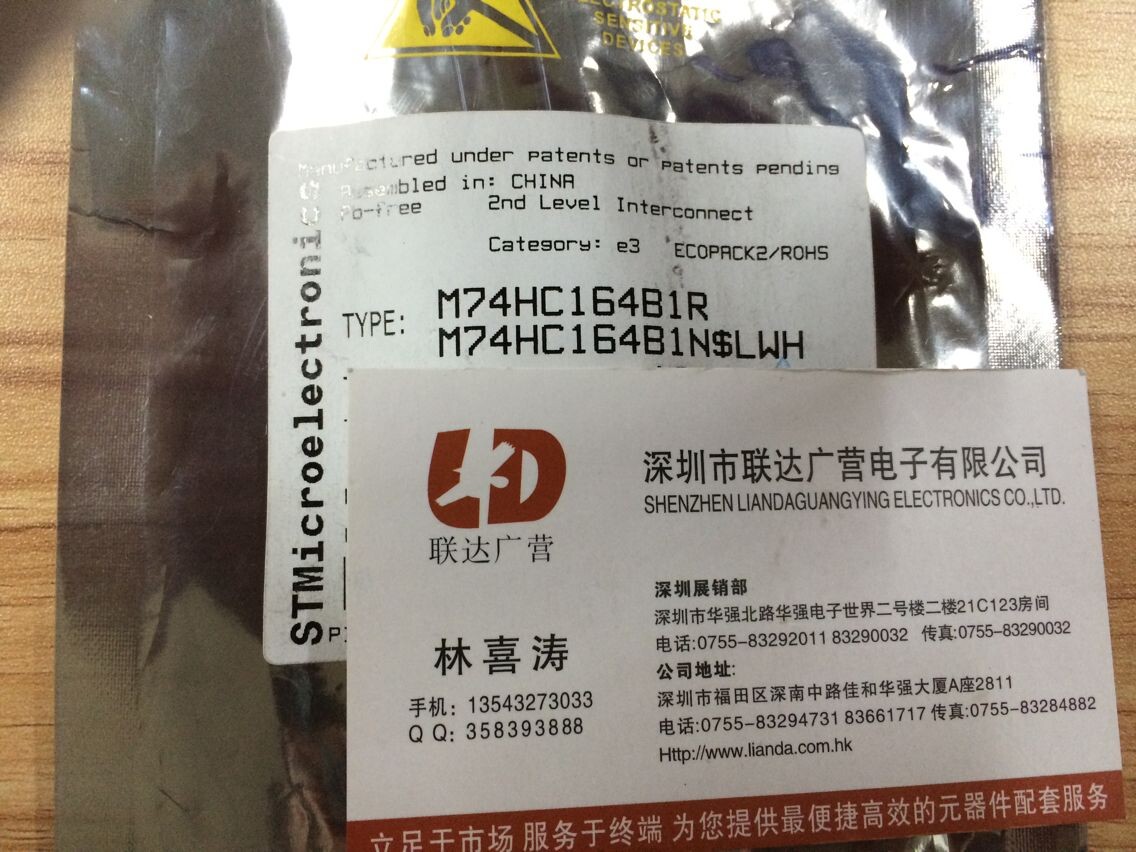 ELECTROSTATIC
SENSITIVE
DEVICES
Manufactured under patents or patents pending
Assembled in: CHINA
Pb-free 2nd Level Interconnect
Category: e3 ECOPACK2/ROHS
TYPE: M74HC164B1R
M74HC164B1N$LWH
STMicroelectronics
LD
联达广营
深圳市联达广营电子有限公司
SHENZHEN LIANDAGUANGYING ELECTRONICS CO.,LTD.
林喜涛
手机: 13543273033
QQ: 358393888
深圳展销部
深圳市华强北路华强电子世界二号楼二楼21C123房间
电话:0755-83292011 83290032 传真:0755-83290032
公司地址:
深圳市福田区深南中路佳和华强大厦A座2811
电话:0755-83294731 83661717 传真:0755-83284882
Http://www.lianda.com.hk
立足于市场 服务于终端 为您提供最便捷高效的元器件配套服务